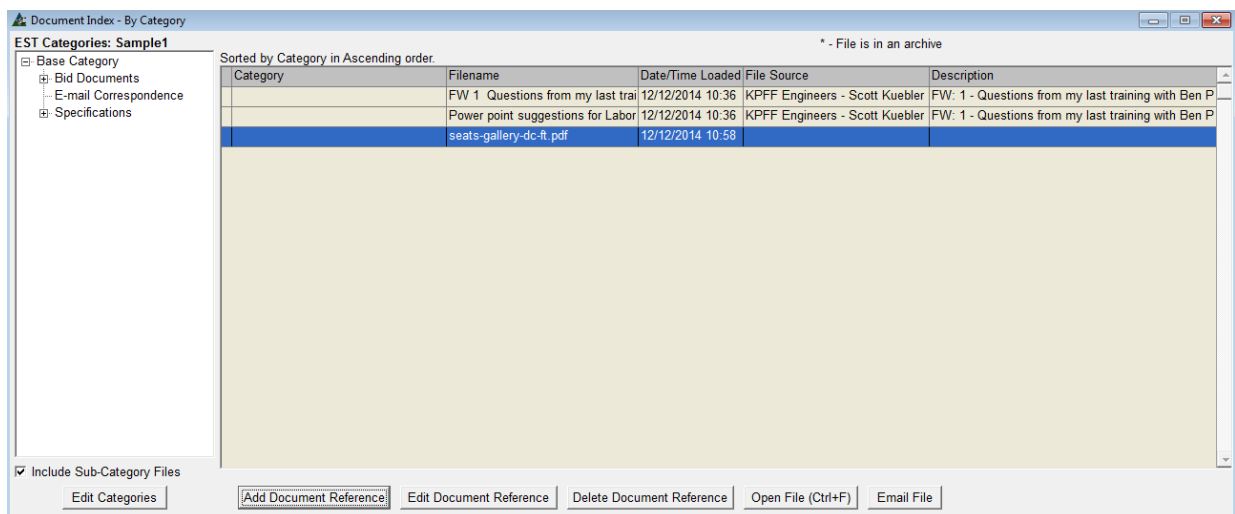 Document Index - By Category
EST Categories: Sample1
* - File is in an archive
Base Category
Bid Documents
E-mail Correspondence
Specifications
Sorted by Category in Ascending order.
Category Filename Date/Time Loaded File Source Description
FW 1 Questions from my last trai 12/12/2014 10:36 KPFF Engineers - Scott Kuebler FW: 1 - Questions from my last training with Ben P
Power point suggestions for Labor 12/12/2014 10:36 KPFF Engineers - Scott Kuebler FW: 1 - Questions from my last training with Ben P
seats-gallery-dc-ft.pdf 12/12/2014 10:58
Include Sub-Category Files
Edit Categories Add Document Reference Edit Document Reference Delete Document Reference Open File (Ctrl+F) Email File